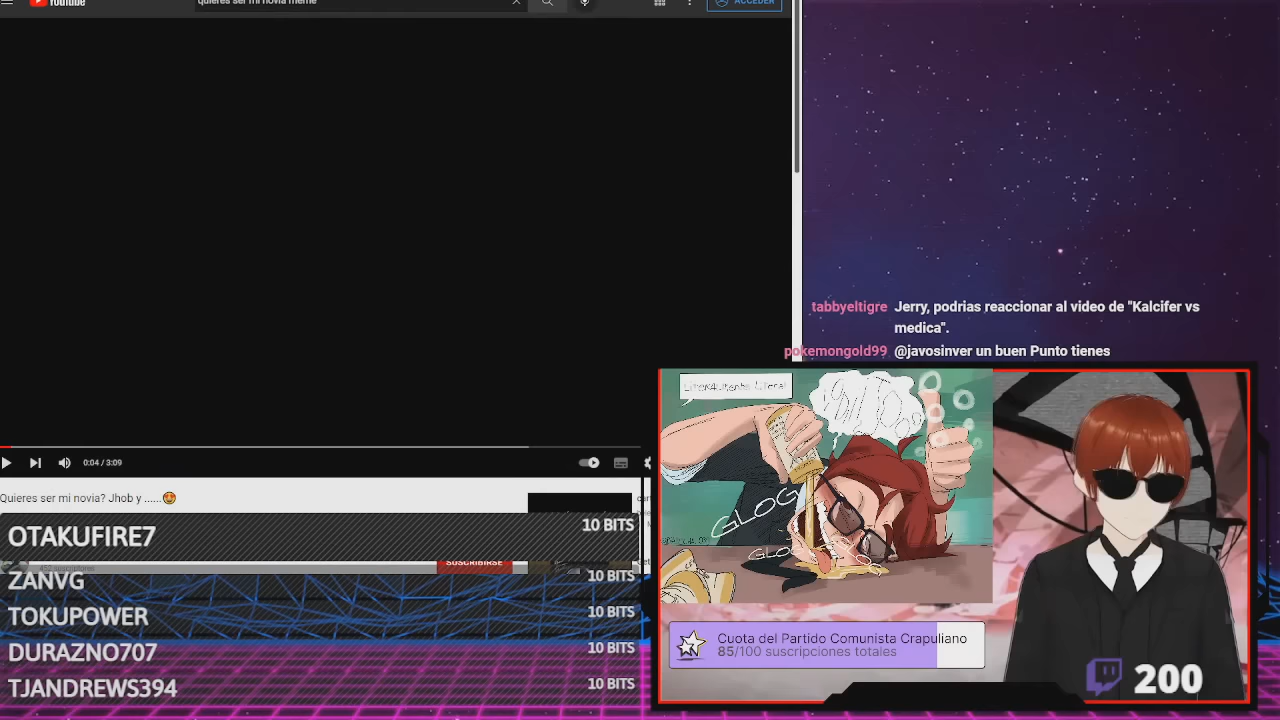 YouTube
quieres ser mi novia meme
ACCEDER
tabbyeltigre Jerry, podrias reaccionar al video de "Kalcifer vs
medica".
pokemongold99 @javosinver un buen Punto tienes
0:04 / 3:09
Quieres ser mi novia? Jhob y ......😍
OTAKUFIRE7 10 BITS
SUSCRIBIRSE
ZANVG 10 BITS
TOKUPOWER 10 BITS
DURAZNO707 10 BITS
TJANDREWS394 10 BITS
GLOG
GLO
Cuota del Partido Comunista Crapuliano
85/100 suscripciones totales
200